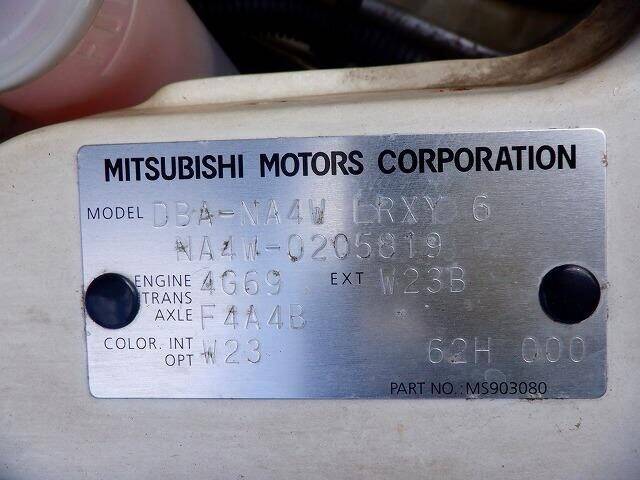 MITSUBISHI MOTORS CORPORATION
MODEL DBA-NA4W LRXY 6
NA4W-0205819
ENGINE 4G69 EXT W23B
TRANS
AXLE F4A4B
COLOR. INT W23 62H 000
OPT
PART NO.:MS903080